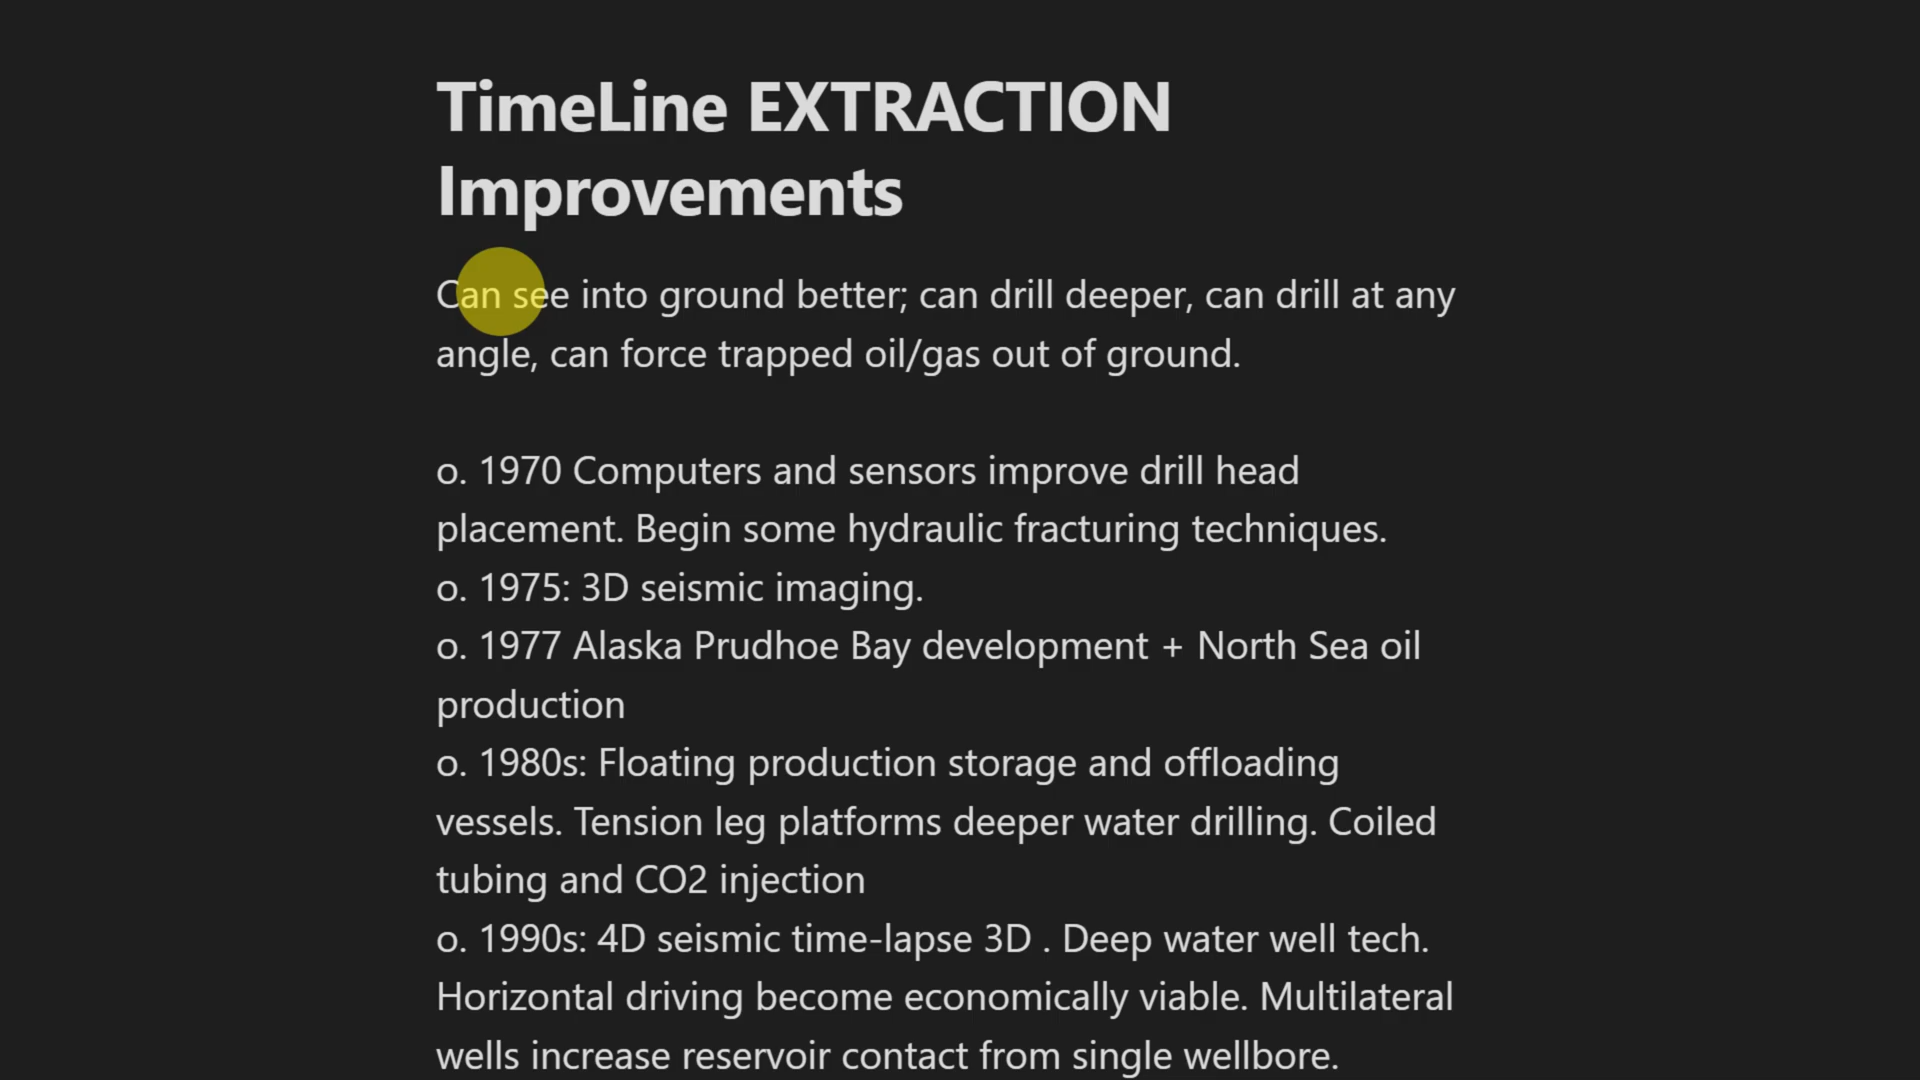 TimeLine EXTRACTION
Improvements
Can see into ground better; can drill deeper, can drill at any
angle, can force trapped oil/gas out of ground.
o. 1970 Computers and sensors improve drill head
placement. Begin some hydraulic fracturing techniques.
o. 1975: 3D seismic imaging.
o. 1977 Alaska Prudhoe Bay development + North Sea oil
production
o. 1980s: Floating production storage and offloading
vessels. Tension leg platforms deeper water drilling. Coiled
tubing and CO2 injection
o. 1990s: 4D seismic time-lapse 3D . Deep water well tech.
Horizontal driving become economically viable. Multilateral
wells increase reservoir contact from single wellbore.